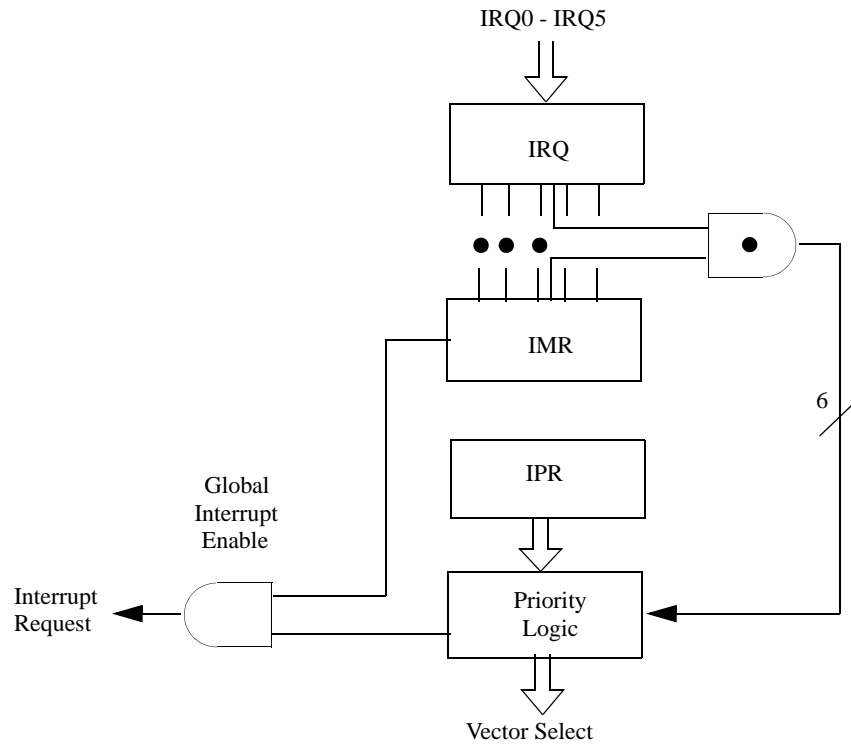 IRQ0 - IRQ5
IRQ
IMR
6
IPR
Global
Interrupt
Enable
Interrupt
Request
Priority
Logic
Vector Select